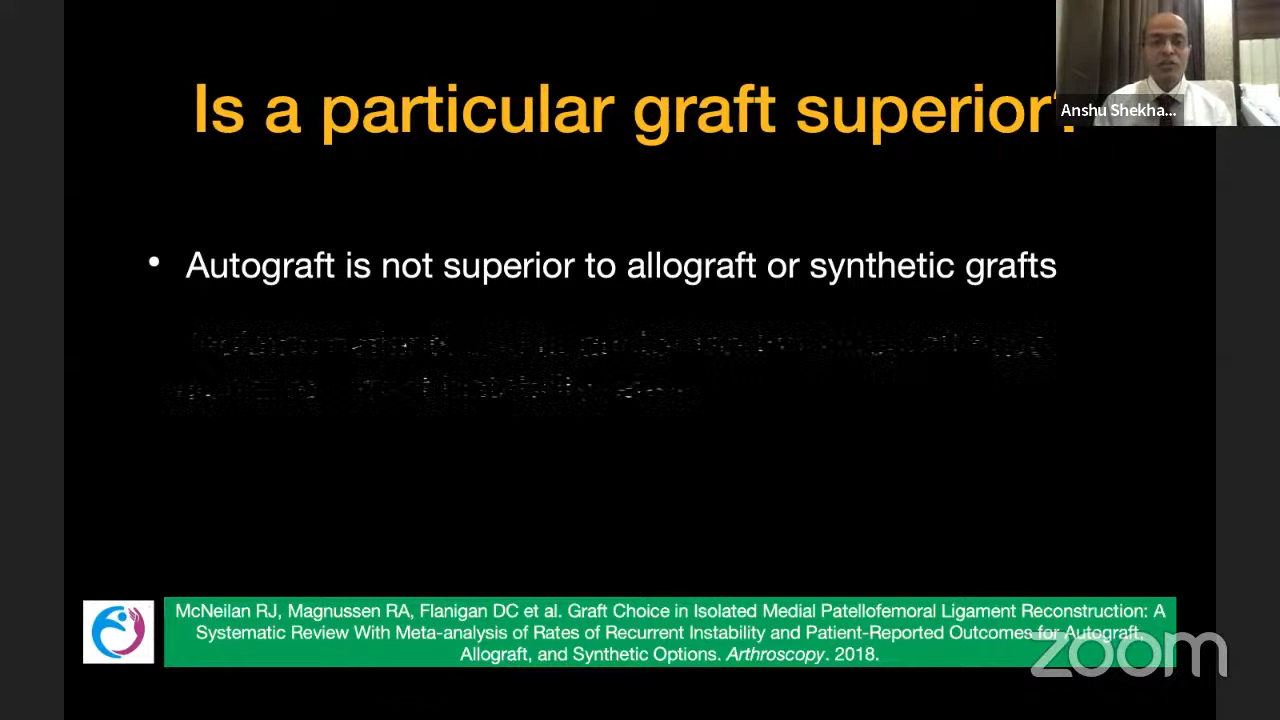 Is a particular graft superior?
Anshu Shekha...
• Autograft is not superior to allograft or synthetic grafts
McNeilan RJ, Magnussen RA, Flanigan DC et al. Graft Choice in Isolated Medial Patellofemoral Ligament Reconstruction: A
Systematic Review With Meta-analysis of Rates of Recurrent Instability and Patient-Reported Outcomes for Autograft,
Allograft, and Synthetic Options. Arthroscopy. 2018.
zoom